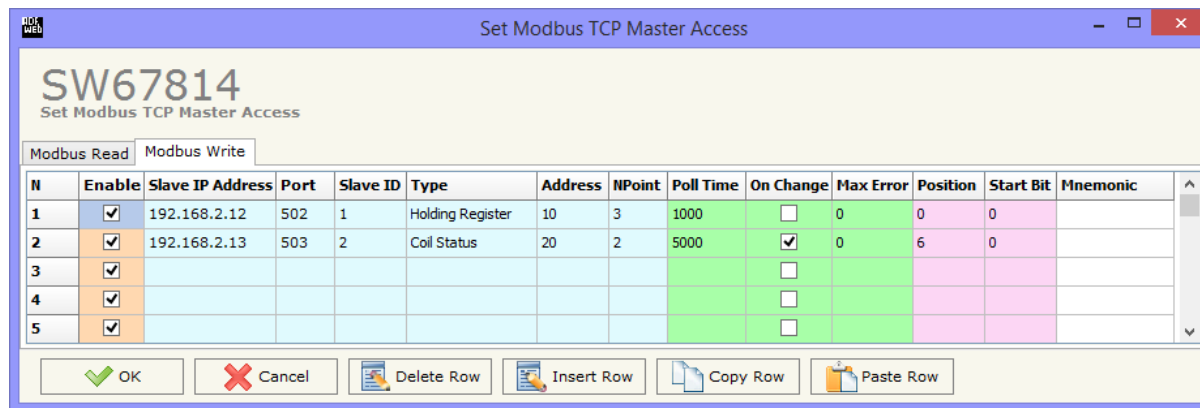 ADF
WEB
Set Modbus TCP Master Access
SW67814
Set Modbus TCP Master Access
Modbus Read Modbus Write
N Enable Slave IP Address Port Slave ID Type Address NPoint Poll Time On Change Max Error Position Start Bit Mnemonic
1 192.168.2.12 502 1 Holding Register 10 3 1000 0 0 0
2 192.168.2.13 503 2 Coil Status 20 2 5000 0 6 0
3
4
5
OK Cancel Delete Row Insert Row Copy Row Paste Row